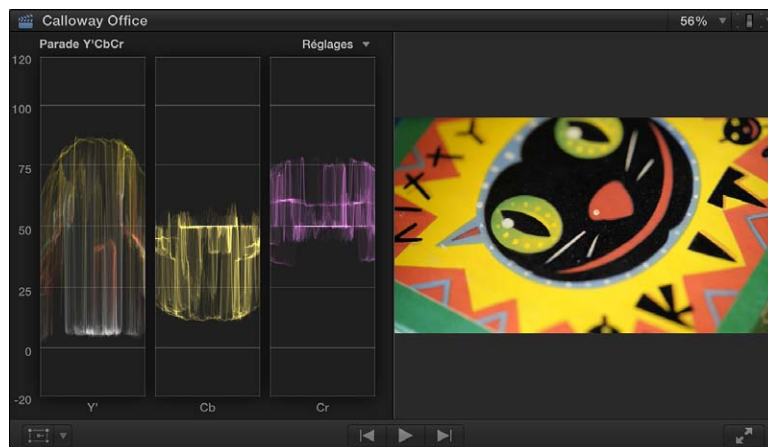 Calloway Office
56%
Parade Y'CbCr
Réglages
120
100
75
50
25
0
-20
Y'
Cb
Cr